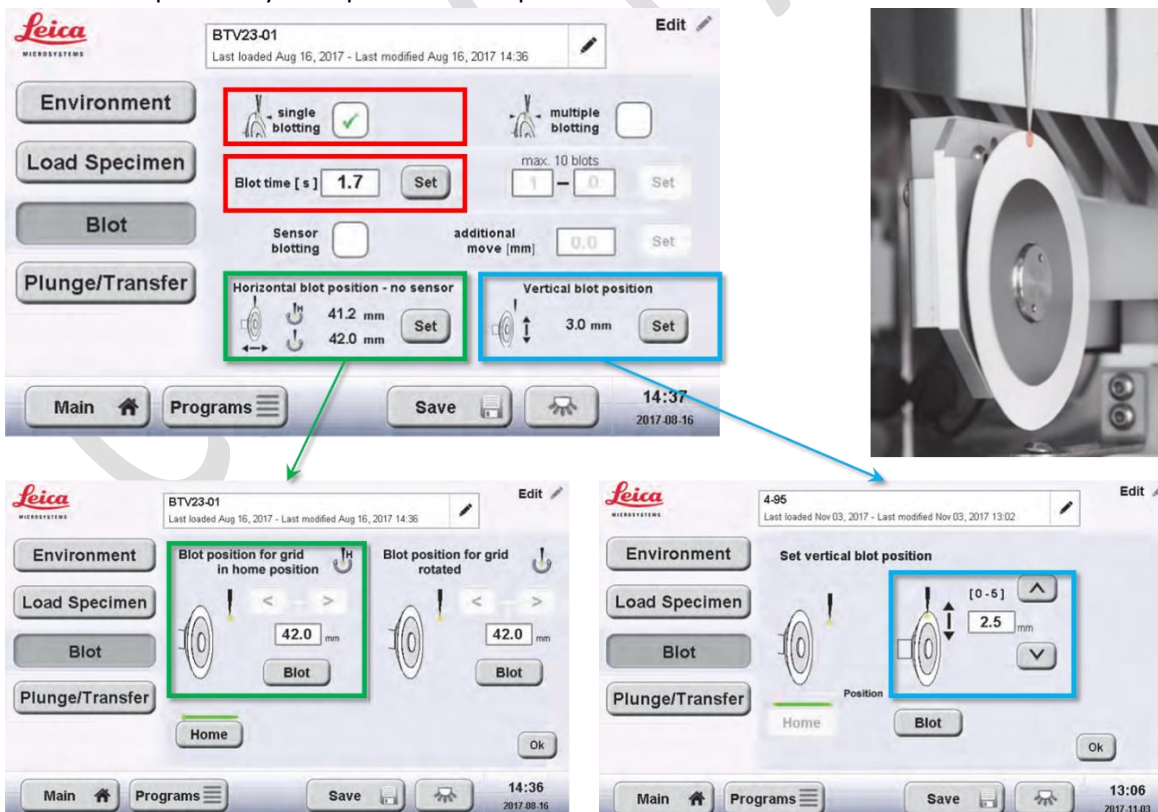 Leica
MICROSYSTEMS
BTV23-01
Last loaded Aug 16, 2017 - Last modified Aug 16, 2017 14:36
Edit
Environment
Load Specimen
Blot
Plunge/Transfer
single
blotting
multiple
blotting
Blot time [ s ] 1.7 Set
max. 10 blots
1 – 0 Set
Sensor
blotting
additional
move [mm] 0.0 Set
Horizontal blot position - no sensor
H 41.2 mm
42.0 mm
Set
Vertical blot position
3.0 mm Set
Main
Programs
Save
14:37
2017-08-16
Leica
MICROSYSTEMS
BTV23-01
Last loaded Aug 16, 2017 - Last modified Aug 16, 2017 14:36
Edit
Environment
Load Specimen
Blot
Plunge/Transfer
Blot position for grid
in home position
H
< >
42.0 mm
Blot
Blot position for grid
rotated
< >
42.0 mm
Blot
Home
Ok
Main
Programs
Save
14:36
2017-08-16
Leica
MICROSYSTEMS
4-95
Last loaded Nov 03, 2017 - Last modified Nov 03, 2017 13:02
Edit
Environment
Load Specimen
Blot
Plunge/Transfer
Set vertical blot position
[0-5]
2.5 mm
Position
Home
Blot
Ok
Main
Programs
Save
13:06
2017-11-03